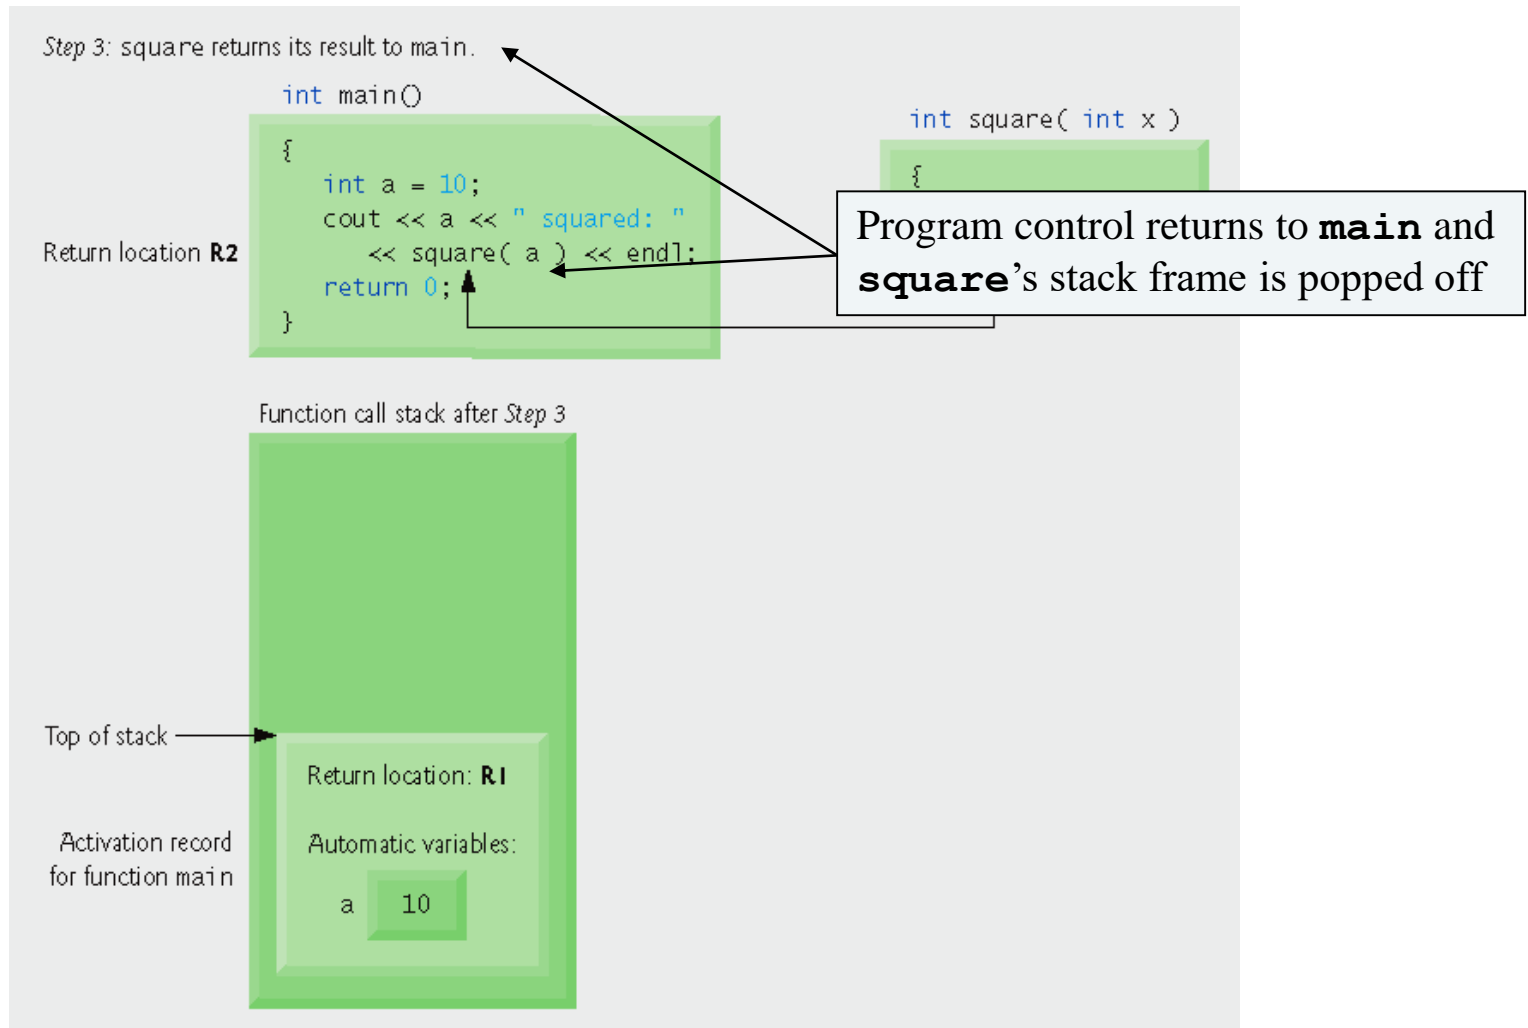 Step 3: square returns its result to main.
int main()
{
int a = 10;
cout << a << " squared: "
<< square( a ) << endl;
return 0;
}
Return location R2
int square( int x )
{
Program control returns to main and
square’s stack frame is popped off
Function call stack after Step 3
Top of stack
Return location: R1
Activation record
for function main
Automatic variables:
a 10